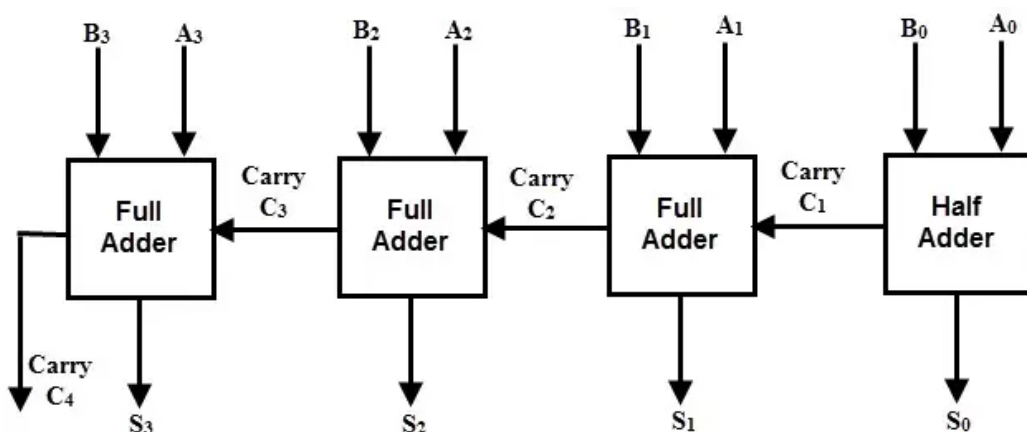 B₃ A₃ B₂ A₂ B₁ A₁ B₀ A₀
Carry Carry Carry
C₃ C₂ C₁
Full Full Full Half
Adder Adder Adder Adder
Carry
C₄
S₃ S₂ S₁ S₀